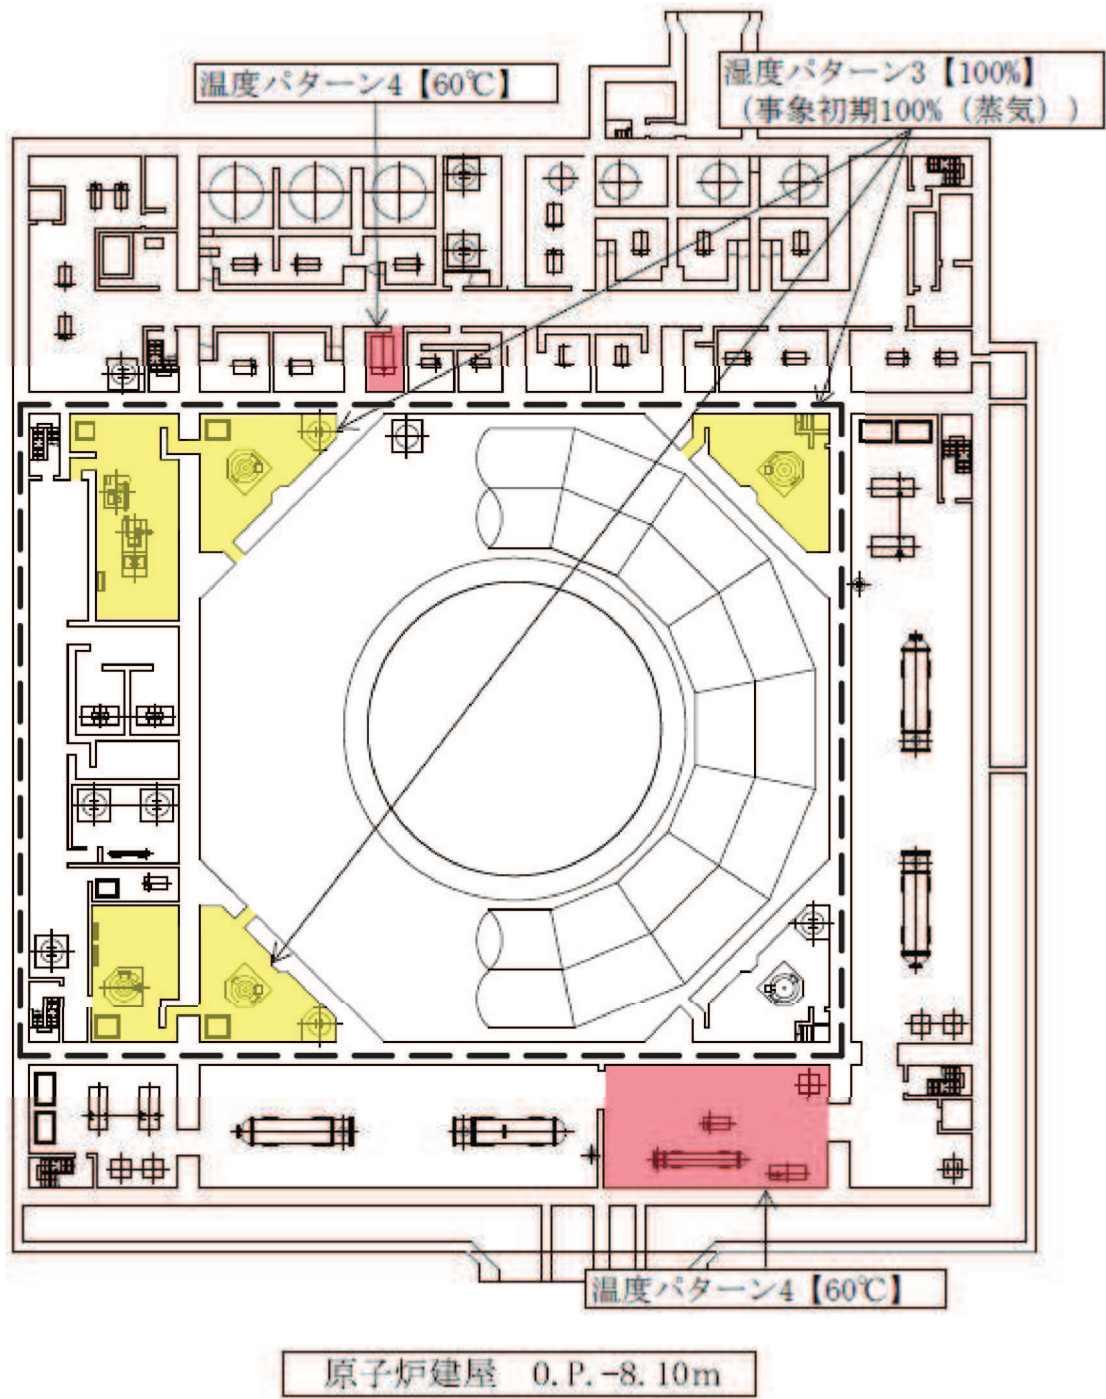 温度パターン4【60℃】
湿度パターン3【100%】
（事象初期100%（蒸気））
温度パターン4【60℃】
原子炉建屋 O.P.-8.10m